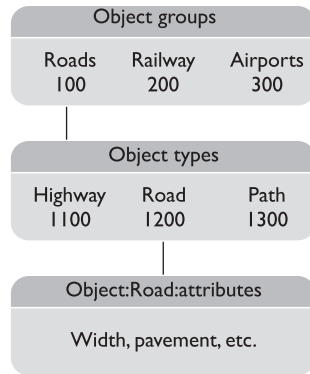 Object groups
Roads Railway Airports
100 200 300
Object types
Highway Road Path
1100 1200 1300
Object:Road:attributes
Width, pavement, etc.